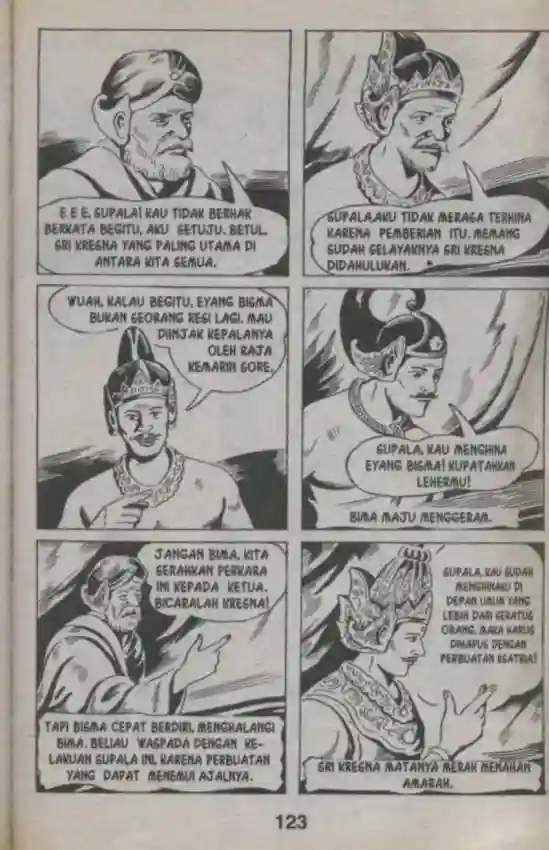 E E E, SUPALA! KAU TIDAK BERHAK
BERKATA BEGITU, AKU SETUJU. BETUL,
SRI KRESNA YANG PALING UTAMA DI
ANTARA KITA SEMUA.
SUPALA,AKU TIDAK MERASA TERHINA
KARENA PEMBERIAN ITU. MEMANG
SUDAH SELAYAKNYA SRI KRESNA
DIDAHULUKAN.
WUAH, KALAU BEGITU, EYANG BISMA
BUKAN SEORANG RESI LAGI. MAU
DIINJAK KEPALANYA
OLEH RAJA
KEMARIN SORE.
SUPALA, KAU MENGHINA
EYANG BISMA! KUPATAHKAN
LEHERMU!
BIMA MAJU MENGGERAM.
JANGAN BIMA, KITA
SERAHKAN PERKARA
INI KEPADA KETUA.
BICARALAH KRESNA!
TAPI BISMA CEPAT BERDIRI, MENGHALANGI
BIMA. BELIAU WASPADA DENGAN KE-
LAKUAN SUPALA INI, KARENA PERBUATAN
YANG DAPAT MENEMUI AJALNYA.
SUPALA, KAU SUDAH
MENGHINAKU DI
DEPAN UMUM YANG
LEBIH DARI SERATUS
ORANG, MAKA HARUS
DIHAPUS DENGAN
PERBUATAN KSATRIA!
SRI KRESNA MATANYA MERAH MENAHAN
AMARAH.
123